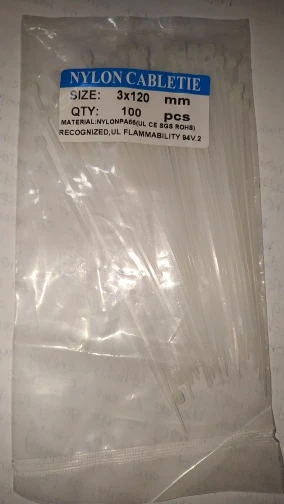 NYLON CABLETIE
SIZE: 3x120 mm
QTY: 100 pcs
MATERIAL:NYLONPA66(UL CE SGS ROHS)
RECOGNIZED,UL FLAMMABILITY 94V.2